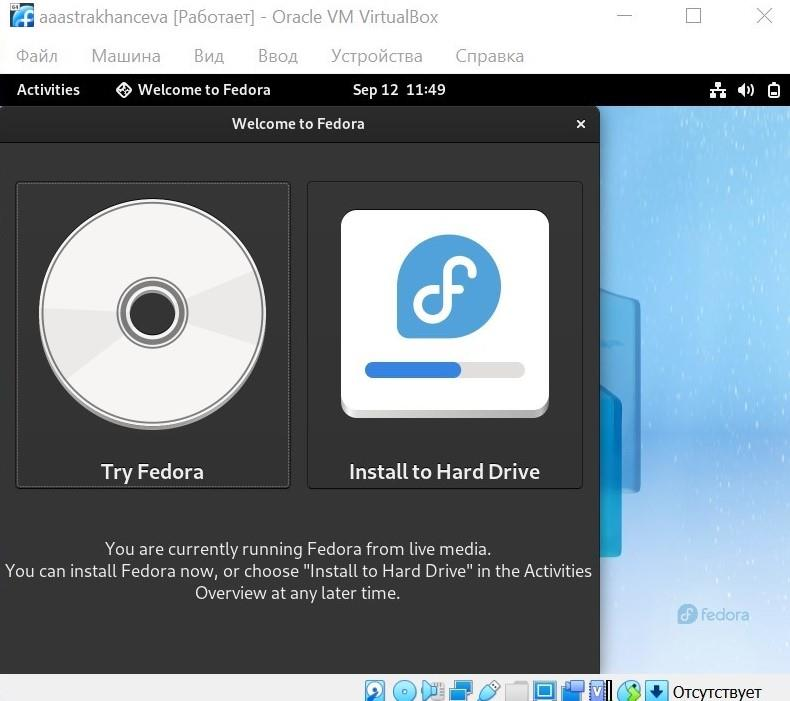 aaastrakhanceva [Работает] - Oracle VM VirtualBox
Файл Машина Вид Ввод Устройства Справка
Activities Welcome to Fedora Sep 12 11:49
Welcome to Fedora
Try Fedora
Install to Hard Drive
You are currently running Fedora from live media.
You can install Fedora now, or choose "Install to Hard Drive" in the Activities
Overview at any later time.
fedora
Отсутствует